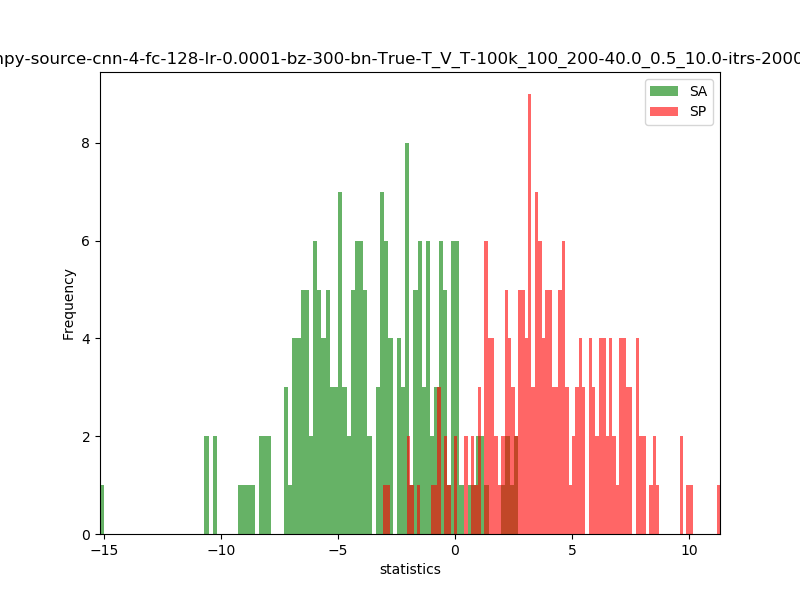 npy-source-cnn-4-fc-128-lr-0.0001-bz-300-bn-True-T_V_T-100k_100_200-40.0_0.5_10.0-itrs-2000
SA
SP
8
6
4
2
0
Frequency
−15
−10
−5
0
5
10
statistics